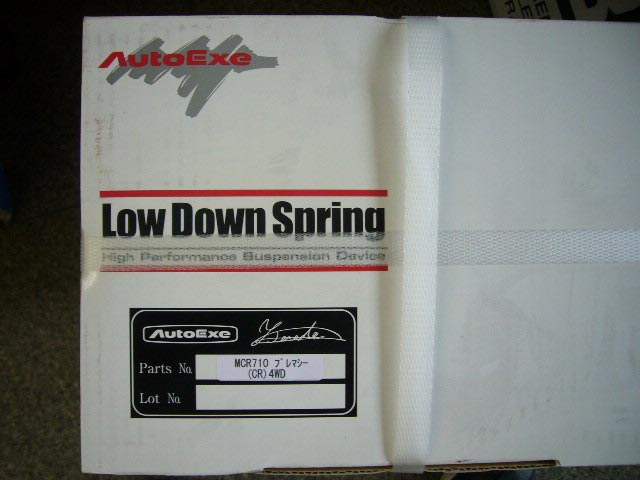 AutoExe
Low Down Spring
High Performance Suspension Device
AutoExe
Parts No. MCR710 プレマシー
(CR)4WD
Lot No.